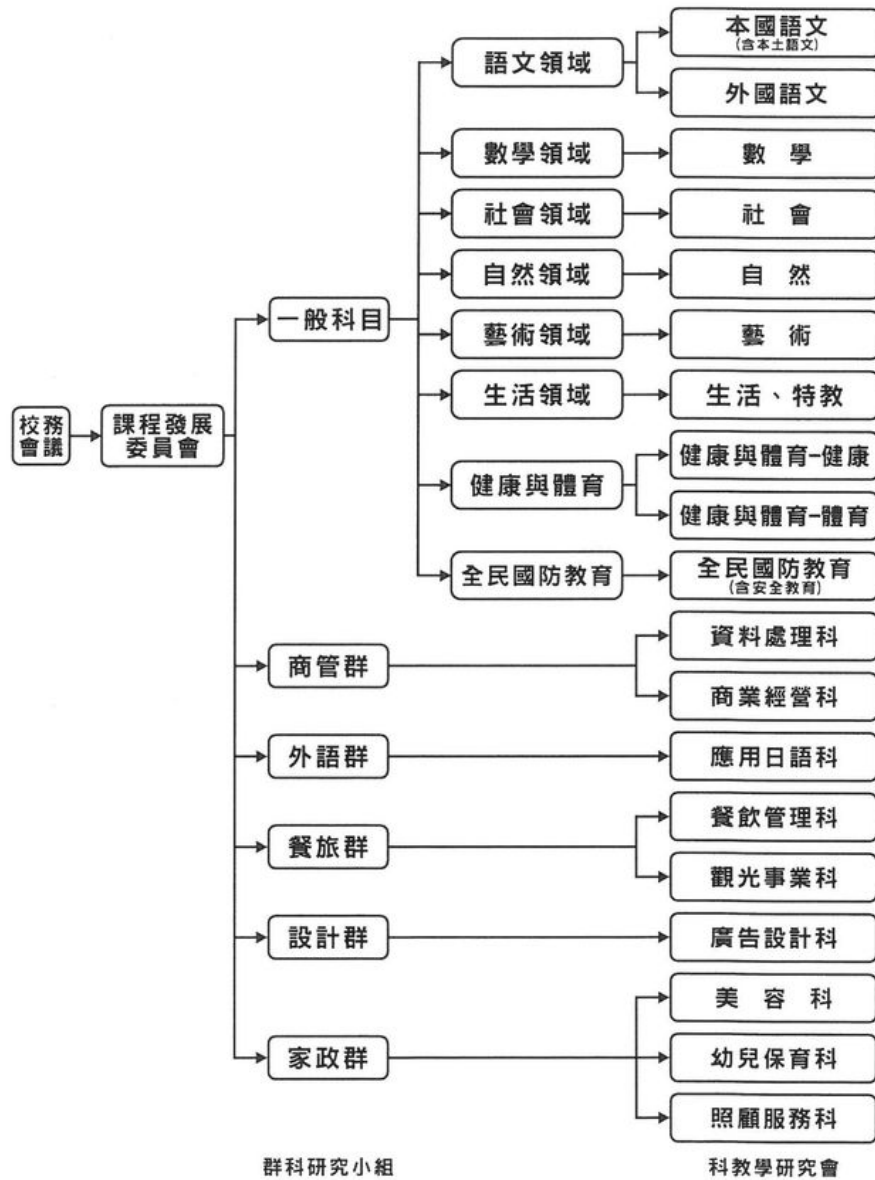 校務
會議
課程發展
委員會
一般科目
語文領域
本國語文
(含本土語文)
外國語文
數學領域
數學
社會領域
社會
自然領域
自然
藝術領域
藝術
生活領域
生活、特教
健康與體育
健康與體育-健康
健康與體育-體育
全民國防教育
全民國防教育
(含安全教育)
商管群
資料處理科
商業經營科
外語群
應用日語科
餐旅群
餐飲管理科
觀光事業科
設計群
廣告設計科
家政群
美容科
幼兒保育科
照顧服務科
群科研究小組
科教學研究會